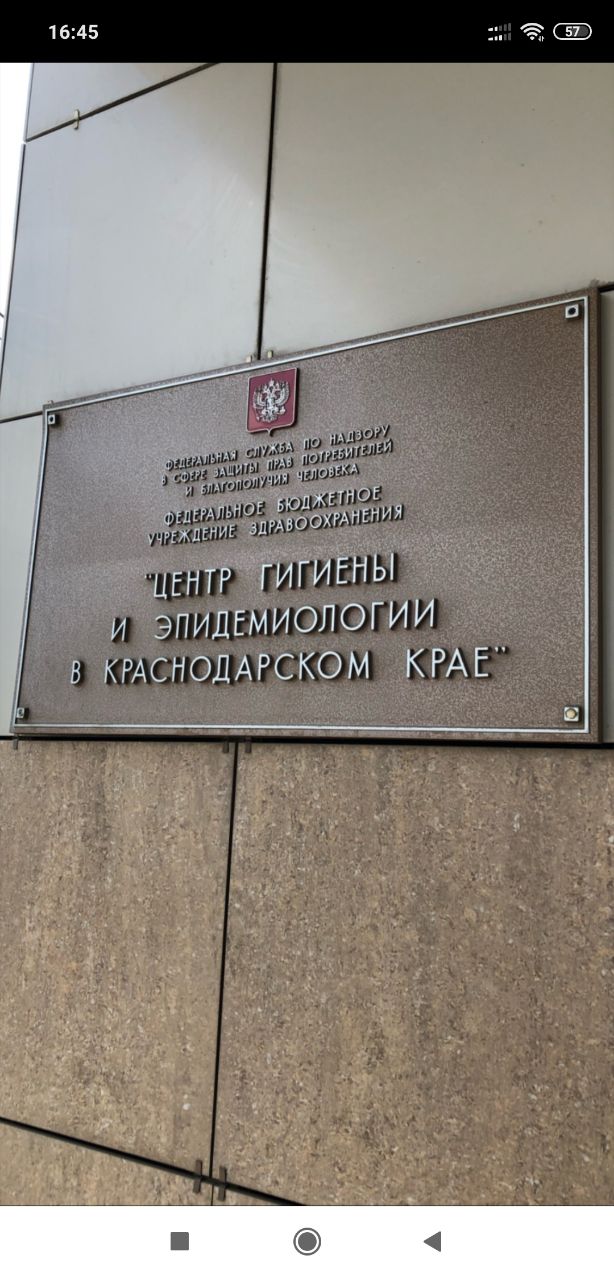 16:45
57
ФЕДЕРАЛЬНАЯ СЛУЖБА ПО НАДЗОРУ
В СФЕРЕ ЗАЩИТЫ ПРАВ ПОТРЕБИТЕЛЕЙ
И БЛАГОПОЛУЧИЯ ЧЕЛОВЕКА
ФЕДЕРАЛЬНОЕ БЮДЖЕТНОЕ
УЧРЕЖДЕНИЕ ЗДРАВООХРАНЕНИЯ
"ЦЕНТР ГИГИЕНЫ
И ЭПИДЕМИОЛОГИИ
В КРАСНОДАРСКОМ КРАЕ"